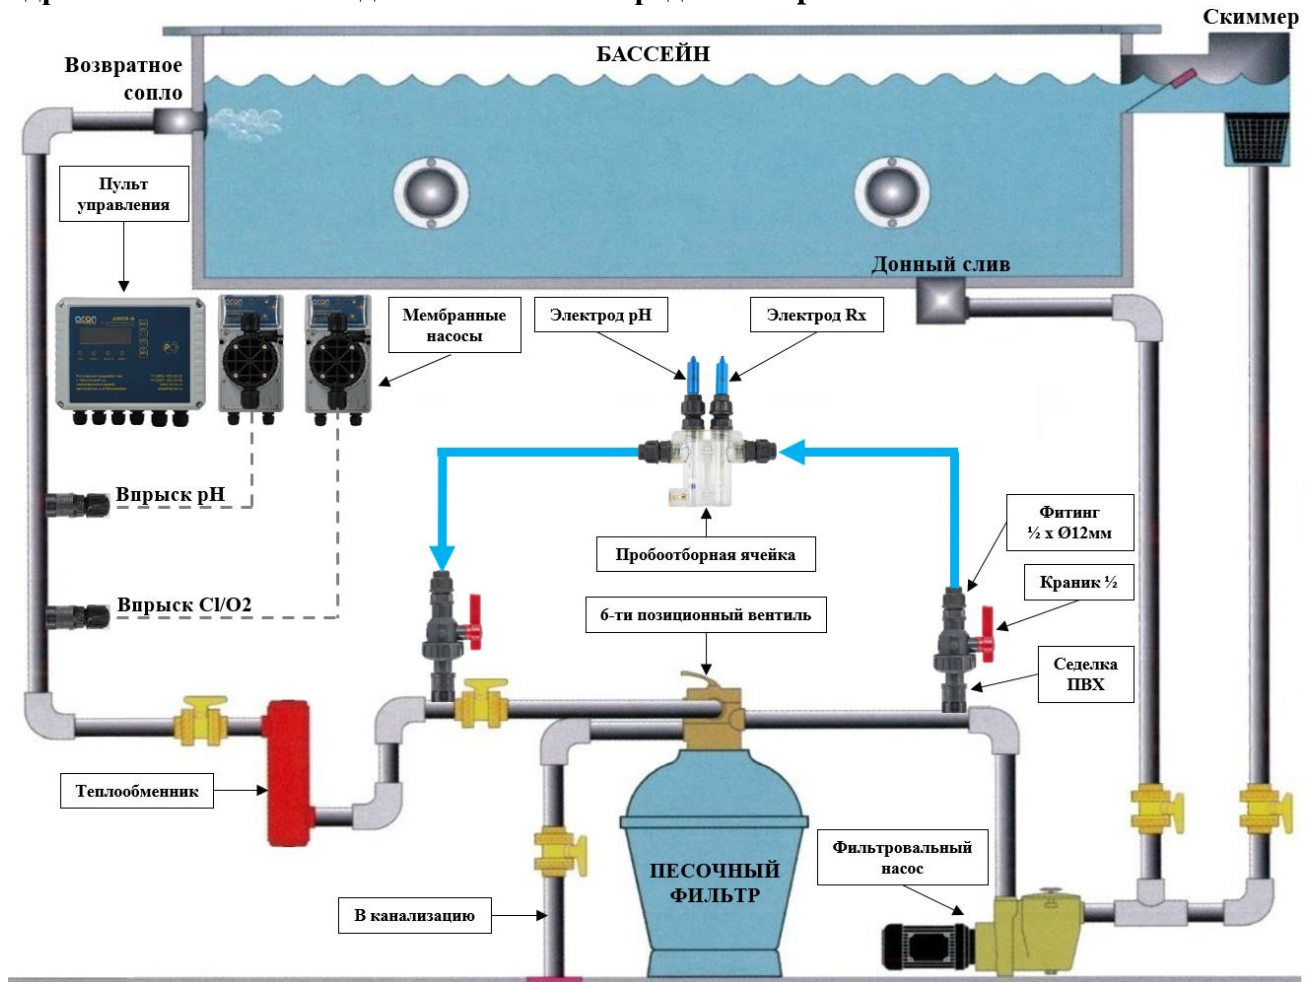 Скиммер
БАССЕЙН
Возвратное
сопло
Пульт
управления
Донный слив
Мембранные
насосы
Электрод pH
Электрод Rx
Впрыск pH
Фитинг
½ x Ø12мм
Пробоотборная ячейка
Краник ½
Впрыск Cl/O2
6-ти позиционный вентиль
Седелка
ПВХ
Теплообменник
Фильтровальный
насос
ПЕСОЧНЫЙ
ФИЛЬТР
В канализацию